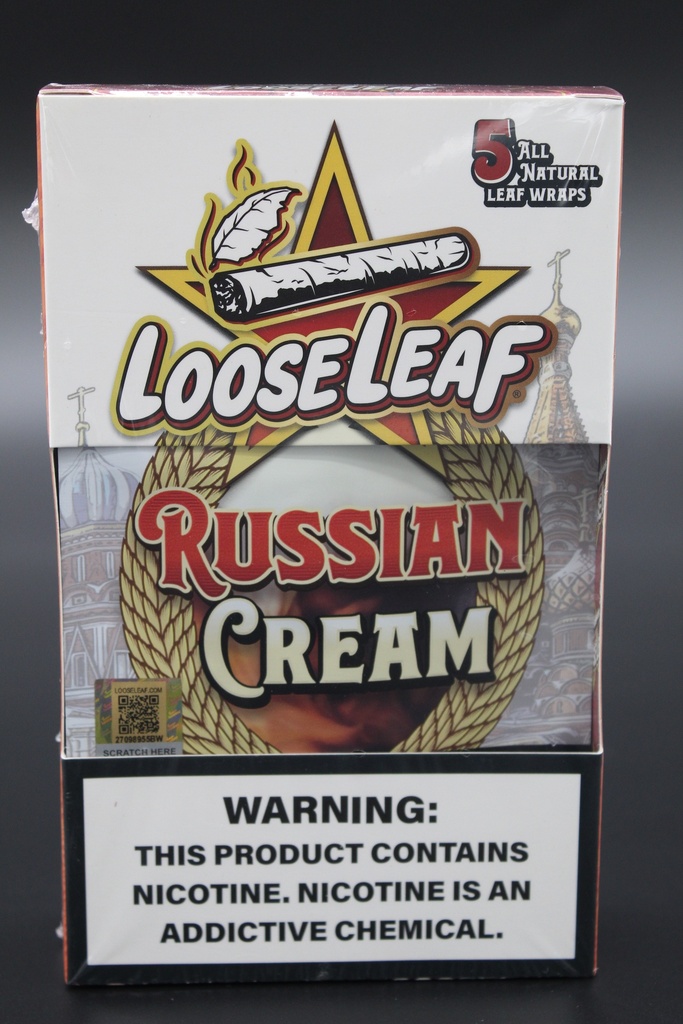 5 ALL
NATURAL
LEAF WRAPS
LOOSELEAF®
RUSSIAN
CREAM
LOOSELEAF.COM
27098955BW
SCRATCH HERE
WARNING:
THIS PRODUCT CONTAINS
NICOTINE. NICOTINE IS AN
ADDICTIVE CHEMICAL.